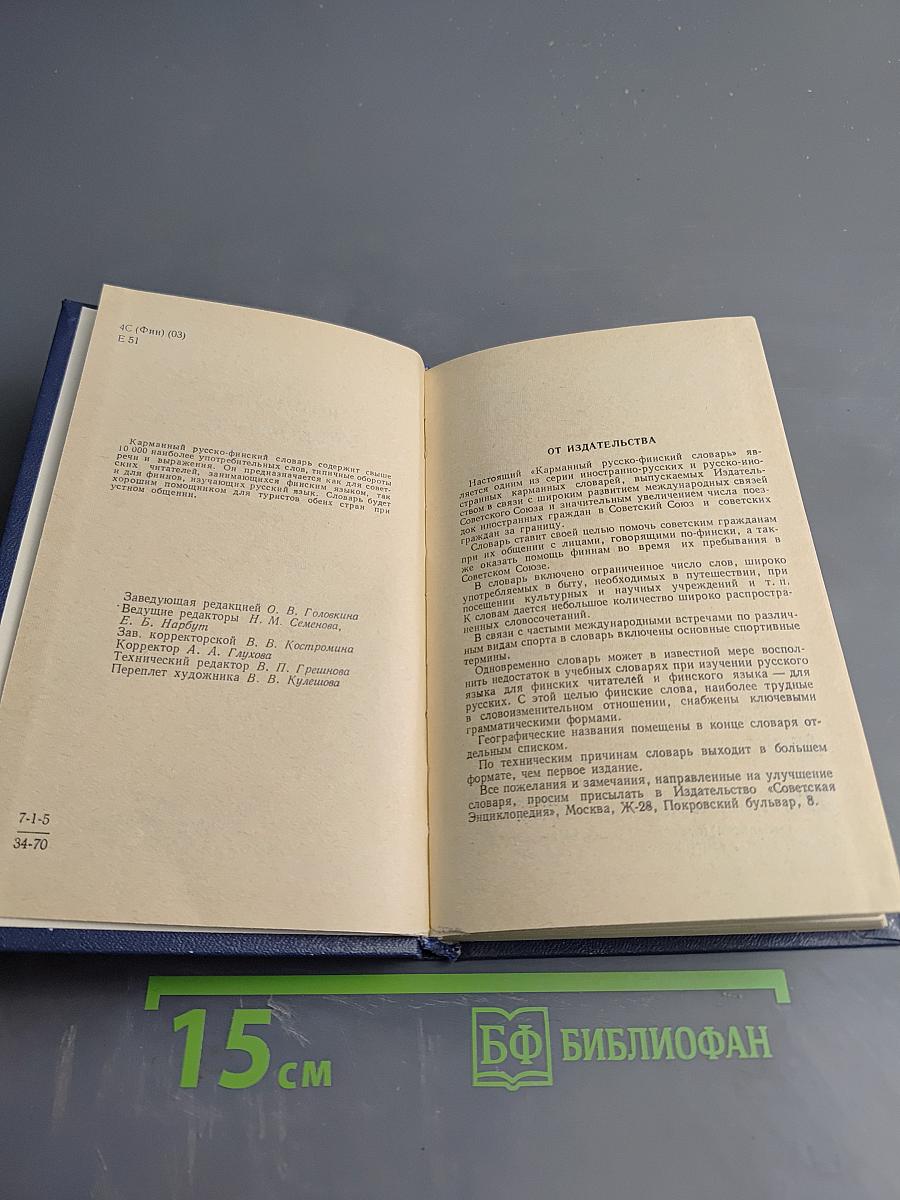 4С (Фин) (03)
Е 51
Карманный русско-финский словарь содержит свыше
10 000 наиболее употребительных слов, типичные обороты
речи и выражения. Он предназначается как для совет-
ских читателей, занимающихся финским языком, так
и для финнов, изучающих русский язык. Словарь будет
хорошим помощником для туристов обеих стран при
устном общении.
Заведующая редакцией О. В. Головкина
Ведущие редакторы Н. М. Семенова,
Е. Б. Нарбут
Зав. корректорской В. В. Костромина
Корректор А. А. Глухова
Технический редактор В. П. Грешнова
Переплет художника В. В. Кулешова
7-1-5
34-70
ОТ ИЗДАТЕЛЬСТВА
Настоящий «Карманный русско-финский словарь» яв-
ляется одним из серии иностранно-русских и русско-ино-
странных карманных словарей, выпускаемых Издатель-
ством в связи с широким развитием международных связей
Советского Союза и значительным увеличением числа поез-
док иностранных граждан в Советский Союз и советских
граждан за границу.
Словарь ставит своей целью помочь советским гражданам
при их общении с лицами, говорящими по-фински, а так-
же оказать помощь финнам во время их пребывания в
Советском Союзе.
В словарь включено ограниченное число слов, широко
употребляемых в быту, необходимых в путешествии, при
посещении культурных и научных учреждений и т. п.
К словам дается небольшое количество широко распростра-
ненных словосочетаний.
В связи с частыми международными встречами по различ-
ным видам спорта в словарь включены основные спортивные
термины.
Одновременно словарь может в известной мере воспол-
нить недостаток в учебных словарях при изучении русского
языка для финских читателей и финского языка — для
русских. С этой целью финские слова, наиболее трудные
в словоизменительном отношении, снабжены ключевыми
грамматическими формами.
Географические названия помещены в конце словаря от-
дельным списком.
По техническим причинам словарь выходит в большем
формате, чем первое издание.
Все пожелания и замечания, направленные на улучшение
словаря, просим присылать в Издательство «Советская
Энциклопедия», Москва, Ж-28, Покровский бульвар, 8.
15 см
БФ БИБЛИОФАН